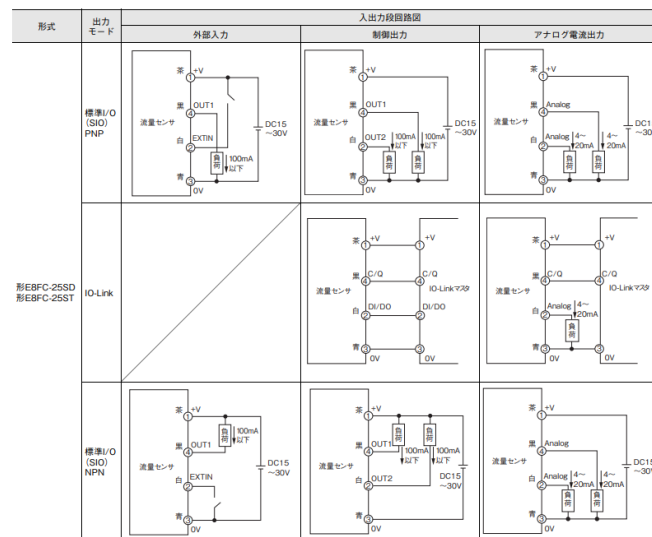 形式
出力
モード
入出力段回路図
外部入力
制御出力
アナログ電流出力
形E8FC-25SD
形E8FC-25ST
標準I/O
(SIO)
PNP
茶 ① +V
黒 ④ OUT1
流量センサ
白 ② EXTIN
負荷
100mA
以下
青 ③
0V
DC15
~30V
茶 ① +V
黒 ④ OUT1
流量センサ
白 ② OUT2
100mA
以下
100mA
以下
負荷
負荷
青 ③
0V
DC15
~30V
茶 ① +V
黒 ④ Analog
流量センサ
白 ② Analog
4~
20mA
4~
20mA
負荷
負荷
青 ③
0V
DC15
~30V
IO-Link
茶 ① +V ① +V
黒 ④ C/Q ④ C/Q
流量センサ
IO-Linkマスタ
白 ② DI/DO ② DI/DO
青 ③ ③
0V 0V
茶 ① +V ① +V
黒 ④ C/Q ④ C/Q
流量センサ
IO-Linkマスタ
白 ② Analog
4~
20mA
負荷
青 ③ ③
0V 0V
標準I/O
(SIO)
NPN
茶 ① +V
負荷
100mA
以下
黒 ④ OUT1
流量センサ
白 ② EXTIN
青 ③
0V
DC15
~30V
茶 ① +V
負荷
負荷
黒 ④ OUT1
100mA
以下
100mA
以下
流量センサ
白 ② OUT2
青 ③
0V
DC15
~30V
茶 ① +V
黒 ④ Analog
流量センサ
白 ② Analog
4~
20mA
4~
20mA
負荷
負荷
青 ③
0V
DC15
~30V